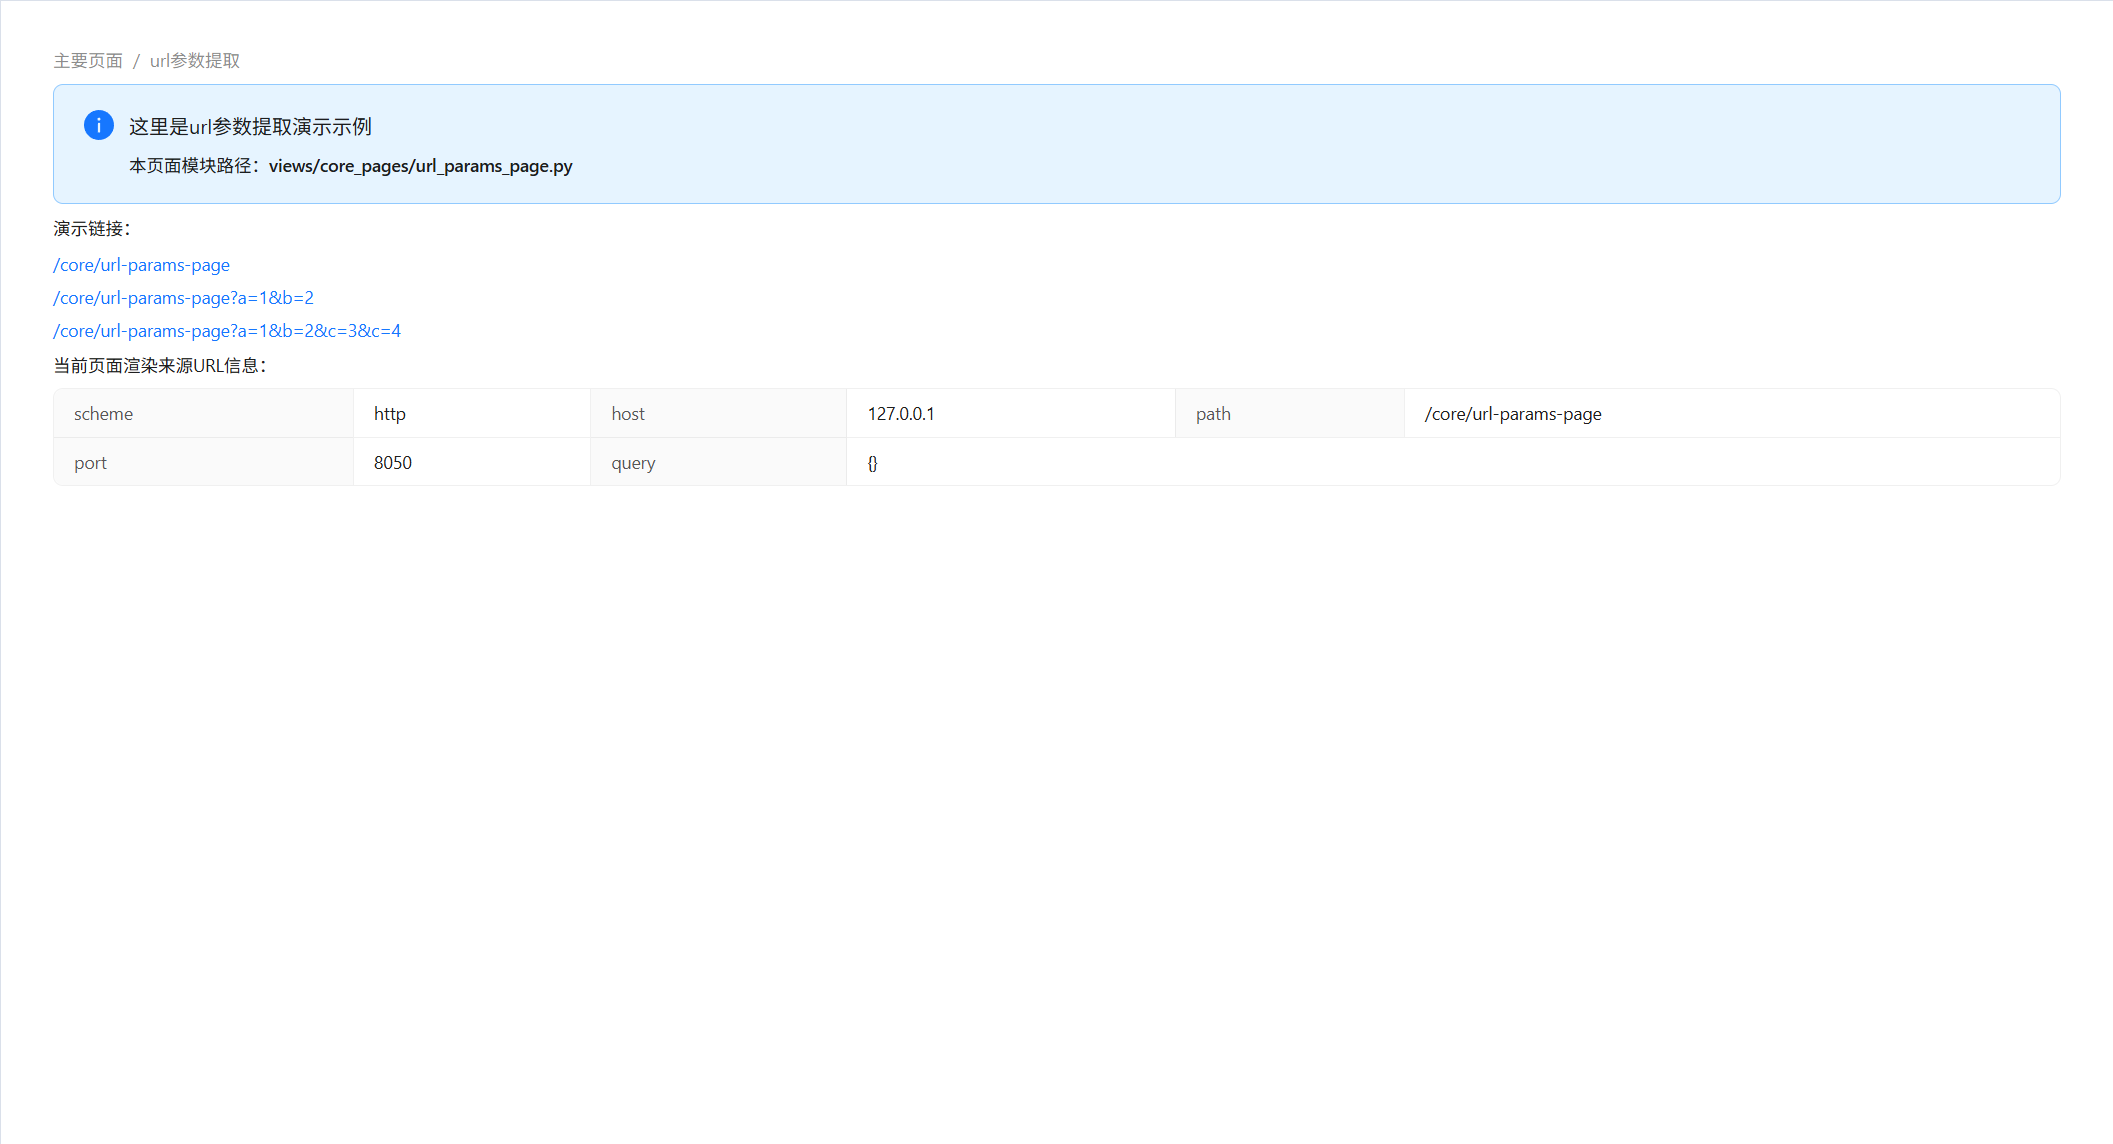 主要页面 / url参数提取
这里是url参数提取演示示例
本页面模块路径：views/core_pages/url_params_page.py
演示链接：
/core/url-params-page
/core/url-params-page?a=1&b=2
/core/url-params-page?a=1&b=2&c=3&c=4
当前页面渲染来源URL信息：
scheme http host 127.0.0.1 path /core/url-params-page
port 8050 query {}